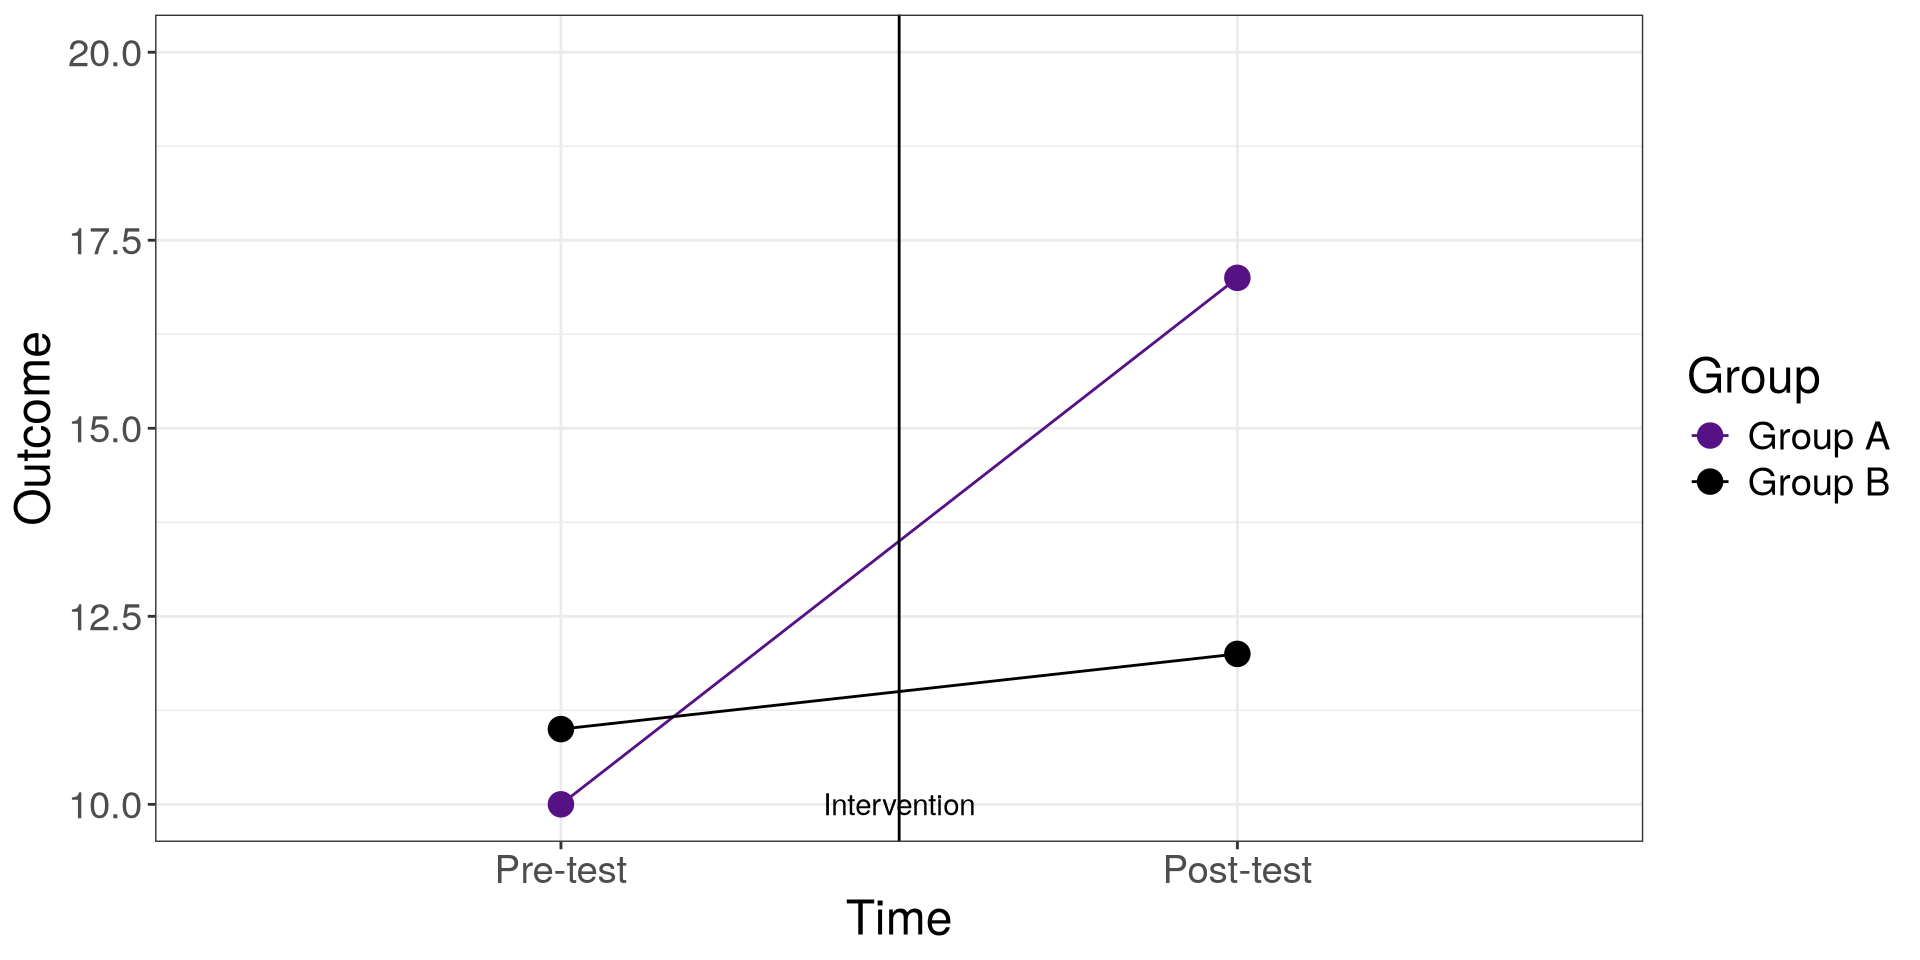 20.0
17.5
15.0
12.5
10.0
Outcome
Intervention
Pre-test
Post-test
Time
Group
Group A
Group B